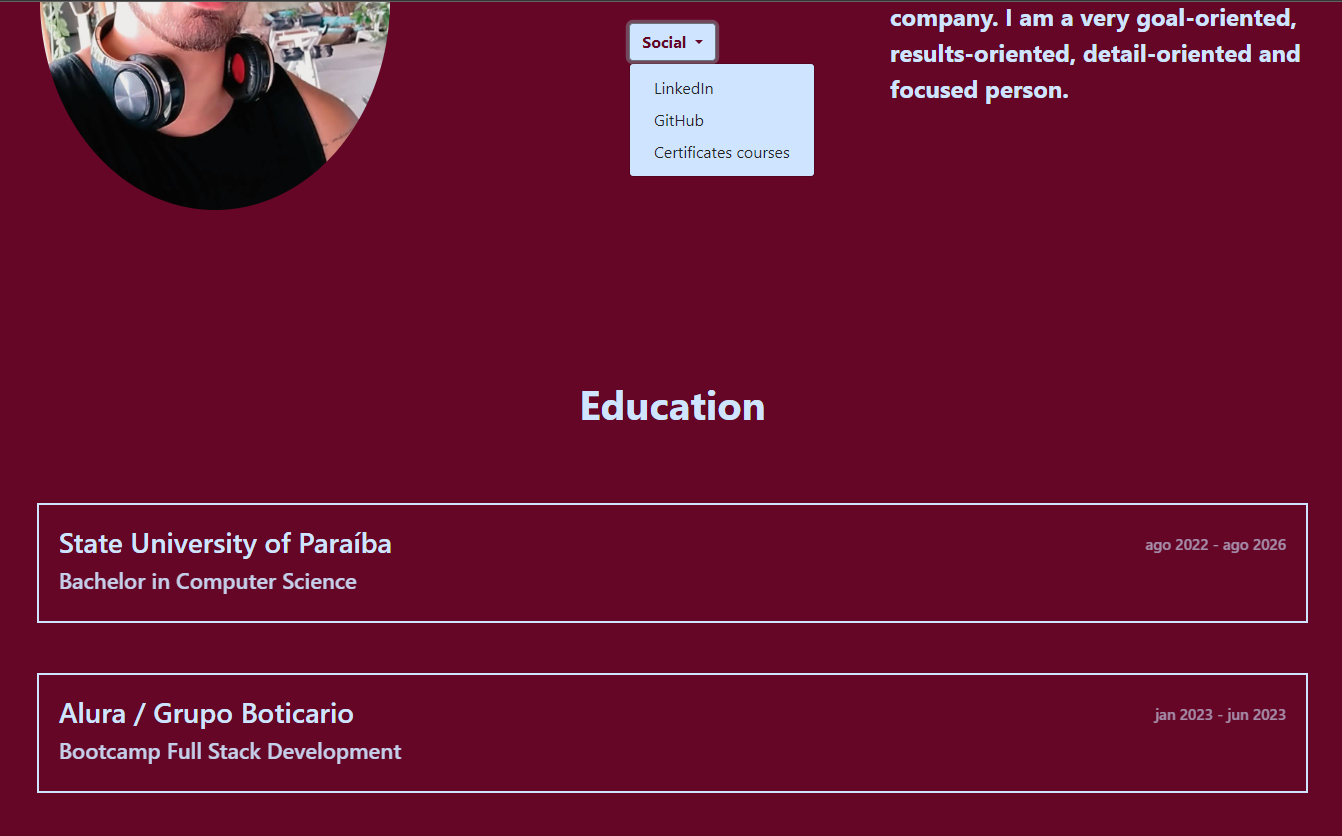 company. I am a very goal-oriented,
results-oriented, detail-oriented and
focused person.
Social
LinkedIn
GitHub
Certificates courses
Education
State University of Paraíba
ago 2022 - ago 2026
Bachelor in Computer Science
Alura / Grupo Boticario
jan 2023 - jun 2023
Bootcamp Full Stack Development